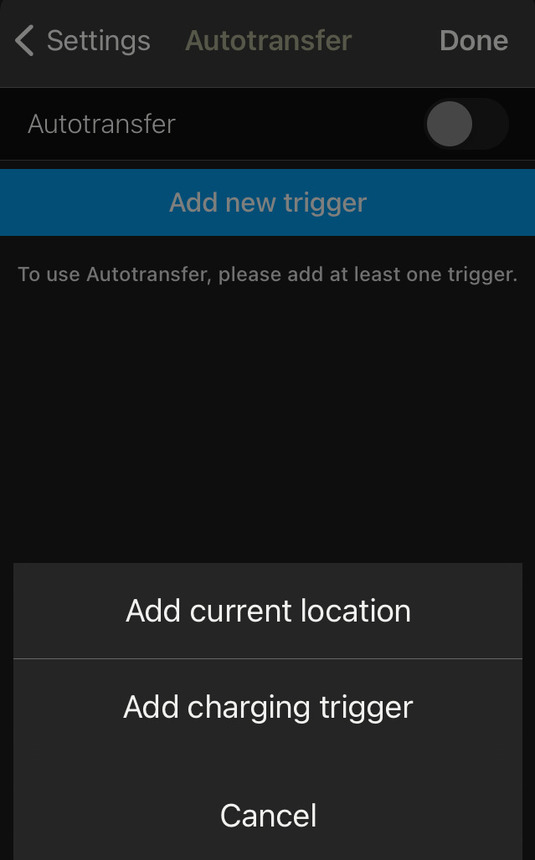 Settings
Autotransfer
Done
Autotransfer
Add new trigger
To use Autotransfer, please add at least one trigger.
Add current location
Add charging trigger
Cancel